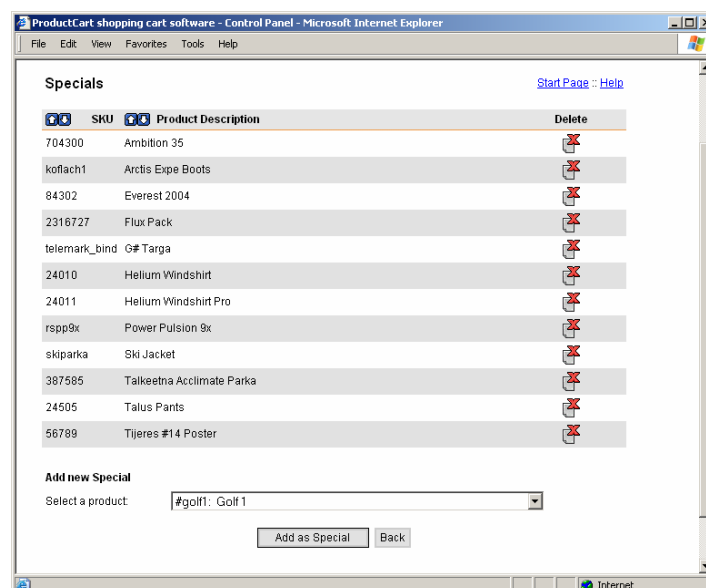 ProductCart shopping cart software - Control Panel - Microsoft Internet Explorer
File Edit View Favorites Tools Help
Specials Start Page :: Help
SKU Product Description Delete
704300 Ambition 35
koflach1 Arctis Expe Boots
84302 Everest 2004
2316727 Flux Pack
telemark_bind G# Targa
24010 Helium Windshirt
24011 Helium Windshirt Pro
rspp9x Power Pulsion 9x
skiparka Ski Jacket
387585 Talkeetna Acclimate Parka
24505 Talus Pants
56789 Tijeres #14 Poster
Add new Special
Select a product: #golf1: Golf 1
Add as Special Back
Internet